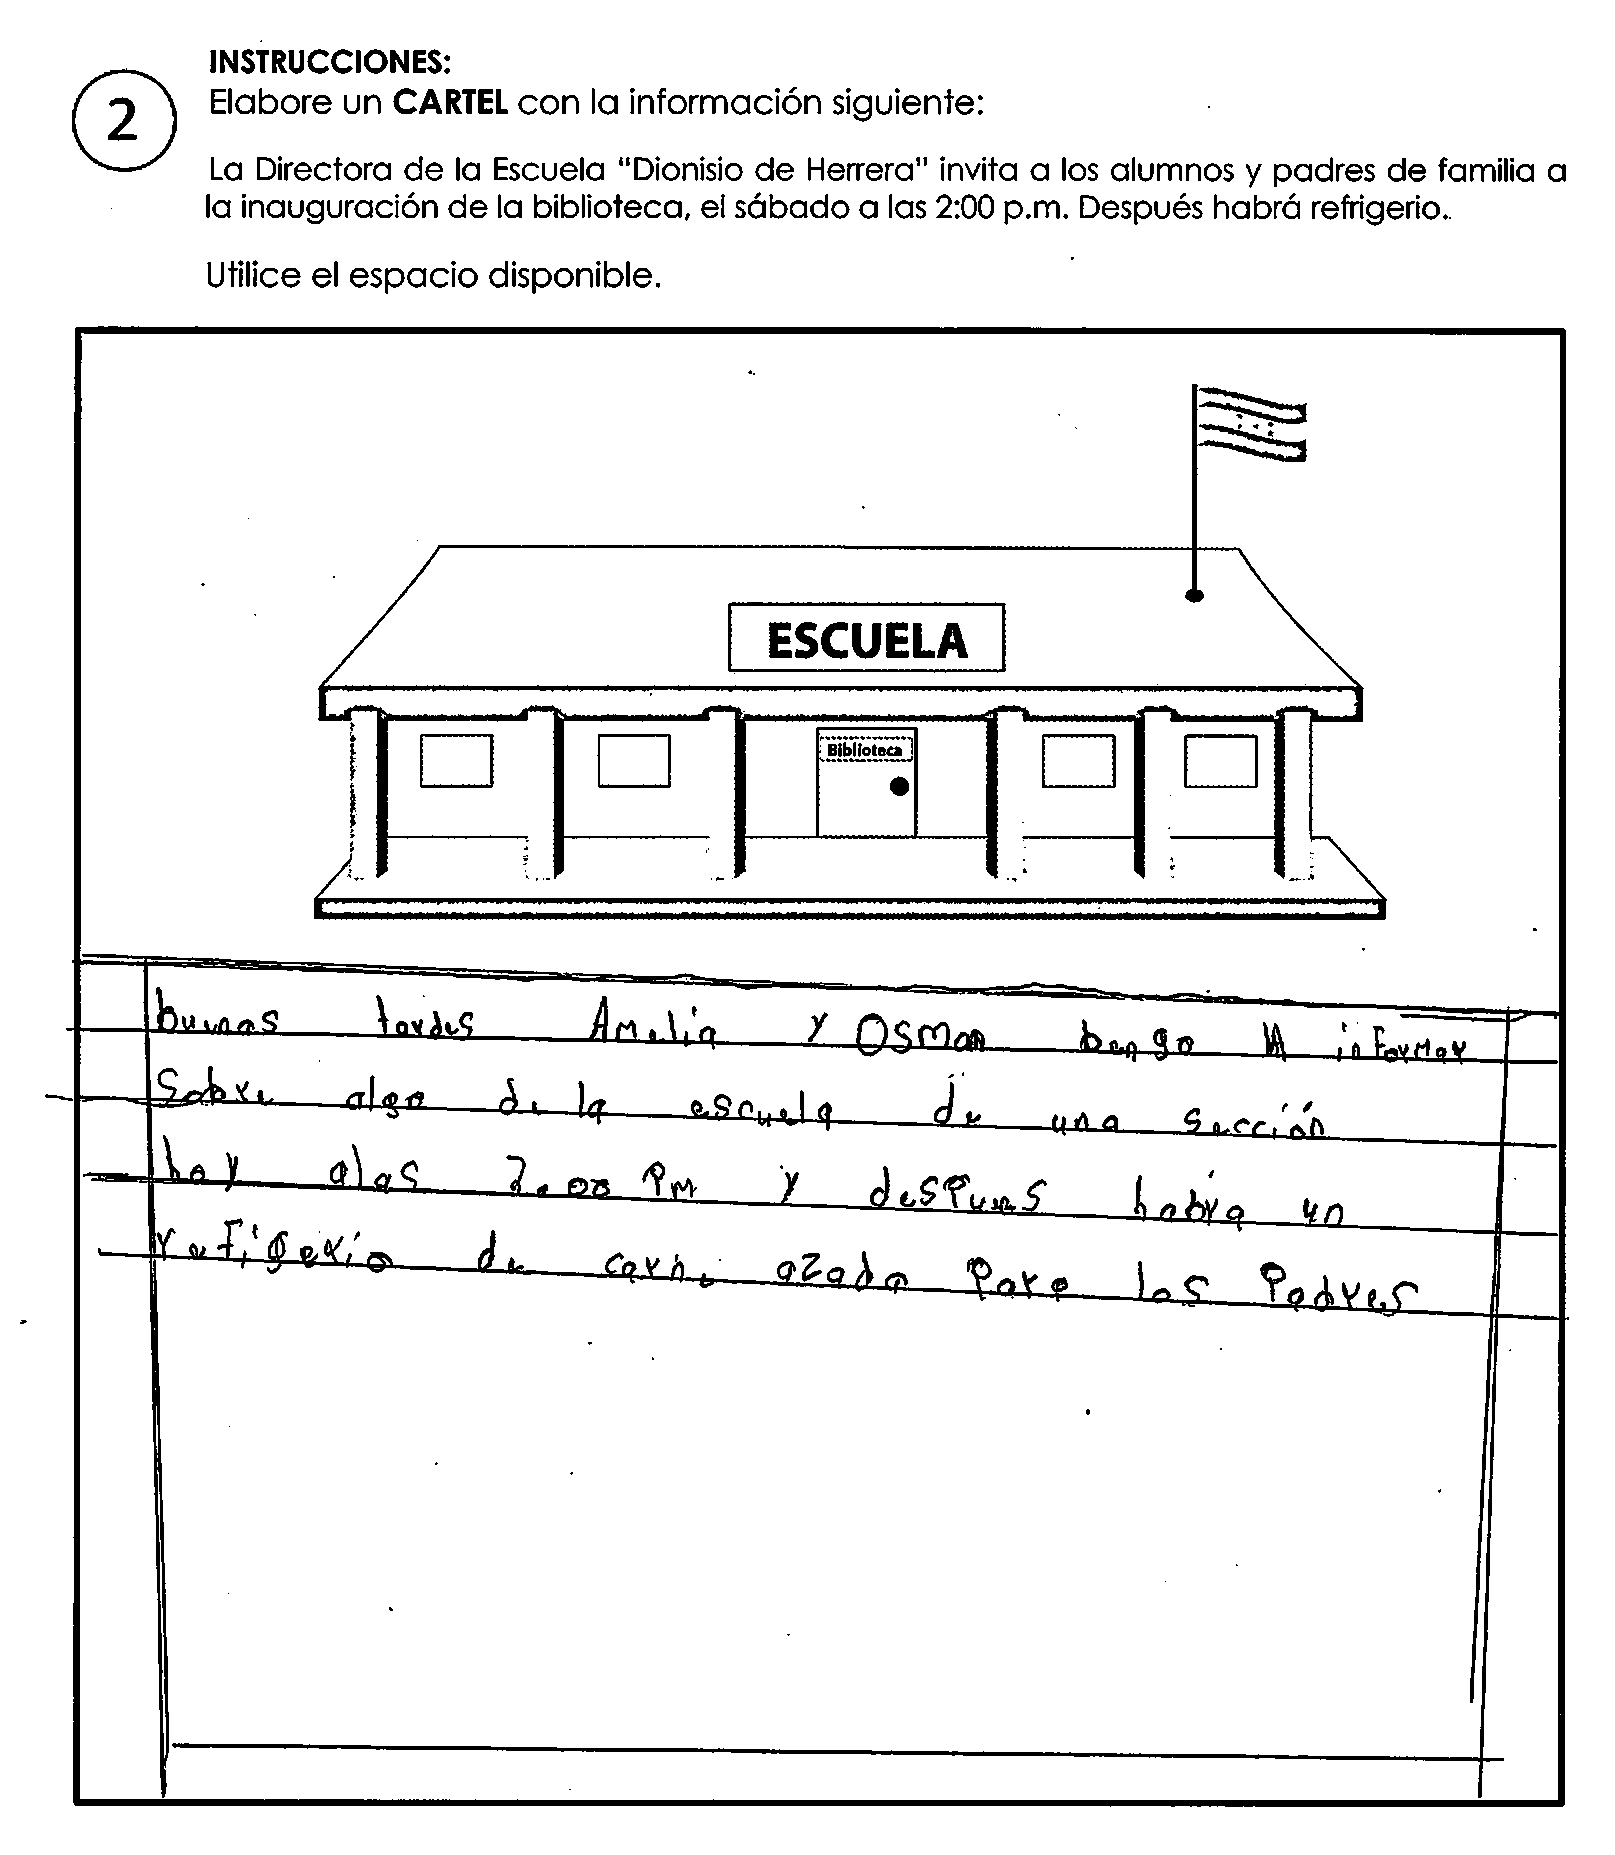 INSTRUCCIONES:
2
Elabore un CARTEL con la información siguiente:
La Directora de la Escuela "Dionisio de Herrera" invita a los alumnos y padres de familia a
la inauguración de la biblioteca, el sábado a las 2:00 p.m. Después habrá refrigerio.
Utilice el espacio disponible.
ESCUELA
Biblioteca
buenas tardes Amelia y Osman bengo A informar
Sobre algo de la escuela de una sección
hoy alas 2:00 PM y despues habra un
refigerio de carne azada para los Padres